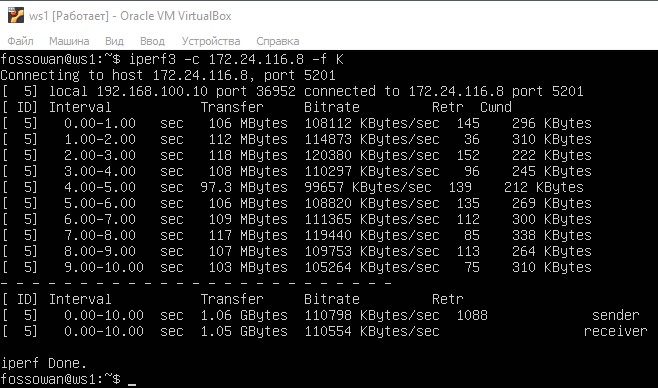 ws1 [Работает] - Oracle VM VirtualBox
Файл Машина Вид Ввод Устройства Справка
fossowan@ws1:~$ iperf3 -c 172.24.116.8 -f K
Connecting to host 172.24.116.8, port 5201
[  5] local 192.168.100.10 port 36952 connected to 172.24.116.8 port 5201
[ ID] Interval           Transfer     Bitrate         Retr  Cwnd
[  5]   0.00-1.00   sec   106 MBytes  108112 KBytes/sec  145    296 KBytes
[  5]   1.00-2.00   sec   112 MBytes  114873 KBytes/sec   36    310 KBytes
[  5]   2.00-3.00   sec   118 MBytes  120380 KBytes/sec  152    222 KBytes
[  5]   3.00-4.00   sec   108 MBytes  110297 KBytes/sec   96    245 KBytes
[  5]   4.00-5.00   sec  97.3 MBytes  99657 KBytes/sec  139    212 KBytes
[  5]   5.00-6.00   sec   106 MBytes  108820 KBytes/sec  135    269 KBytes
[  5]   6.00-7.00   sec   109 MBytes  111365 KBytes/sec  112    300 KBytes
[  5]   7.00-8.00   sec   117 MBytes  119440 KBytes/sec   85    338 KBytes
[  5]   8.00-9.00   sec   107 MBytes  109753 KBytes/sec  113    264 KBytes
[  5]   9.00-10.00  sec   103 MBytes  105264 KBytes/sec   75    310 KBytes
- - - - - - - - - - - - - - - - - - - - - - - - -
[ ID] Interval           Transfer     Bitrate         Retr
[  5]   0.00-10.00  sec  1.06 GBytes  110798 KBytes/sec  1088             sender
[  5]   0.00-10.00  sec  1.05 GBytes  110554 KBytes/sec                  receiver
iperf Done.
fossowan@ws1:~$ _